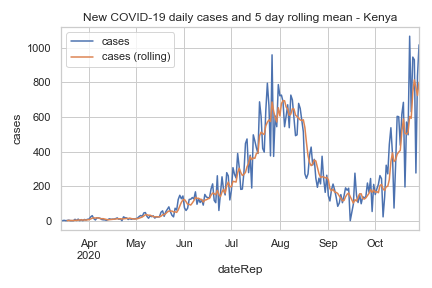 New COVID-19 daily cases and 5 day rolling mean - Kenya
cases
cases (rolling)
1000
800
600
400
200
0
cases
Apr May Jun Jul Aug Sep Oct
2020
dateRep